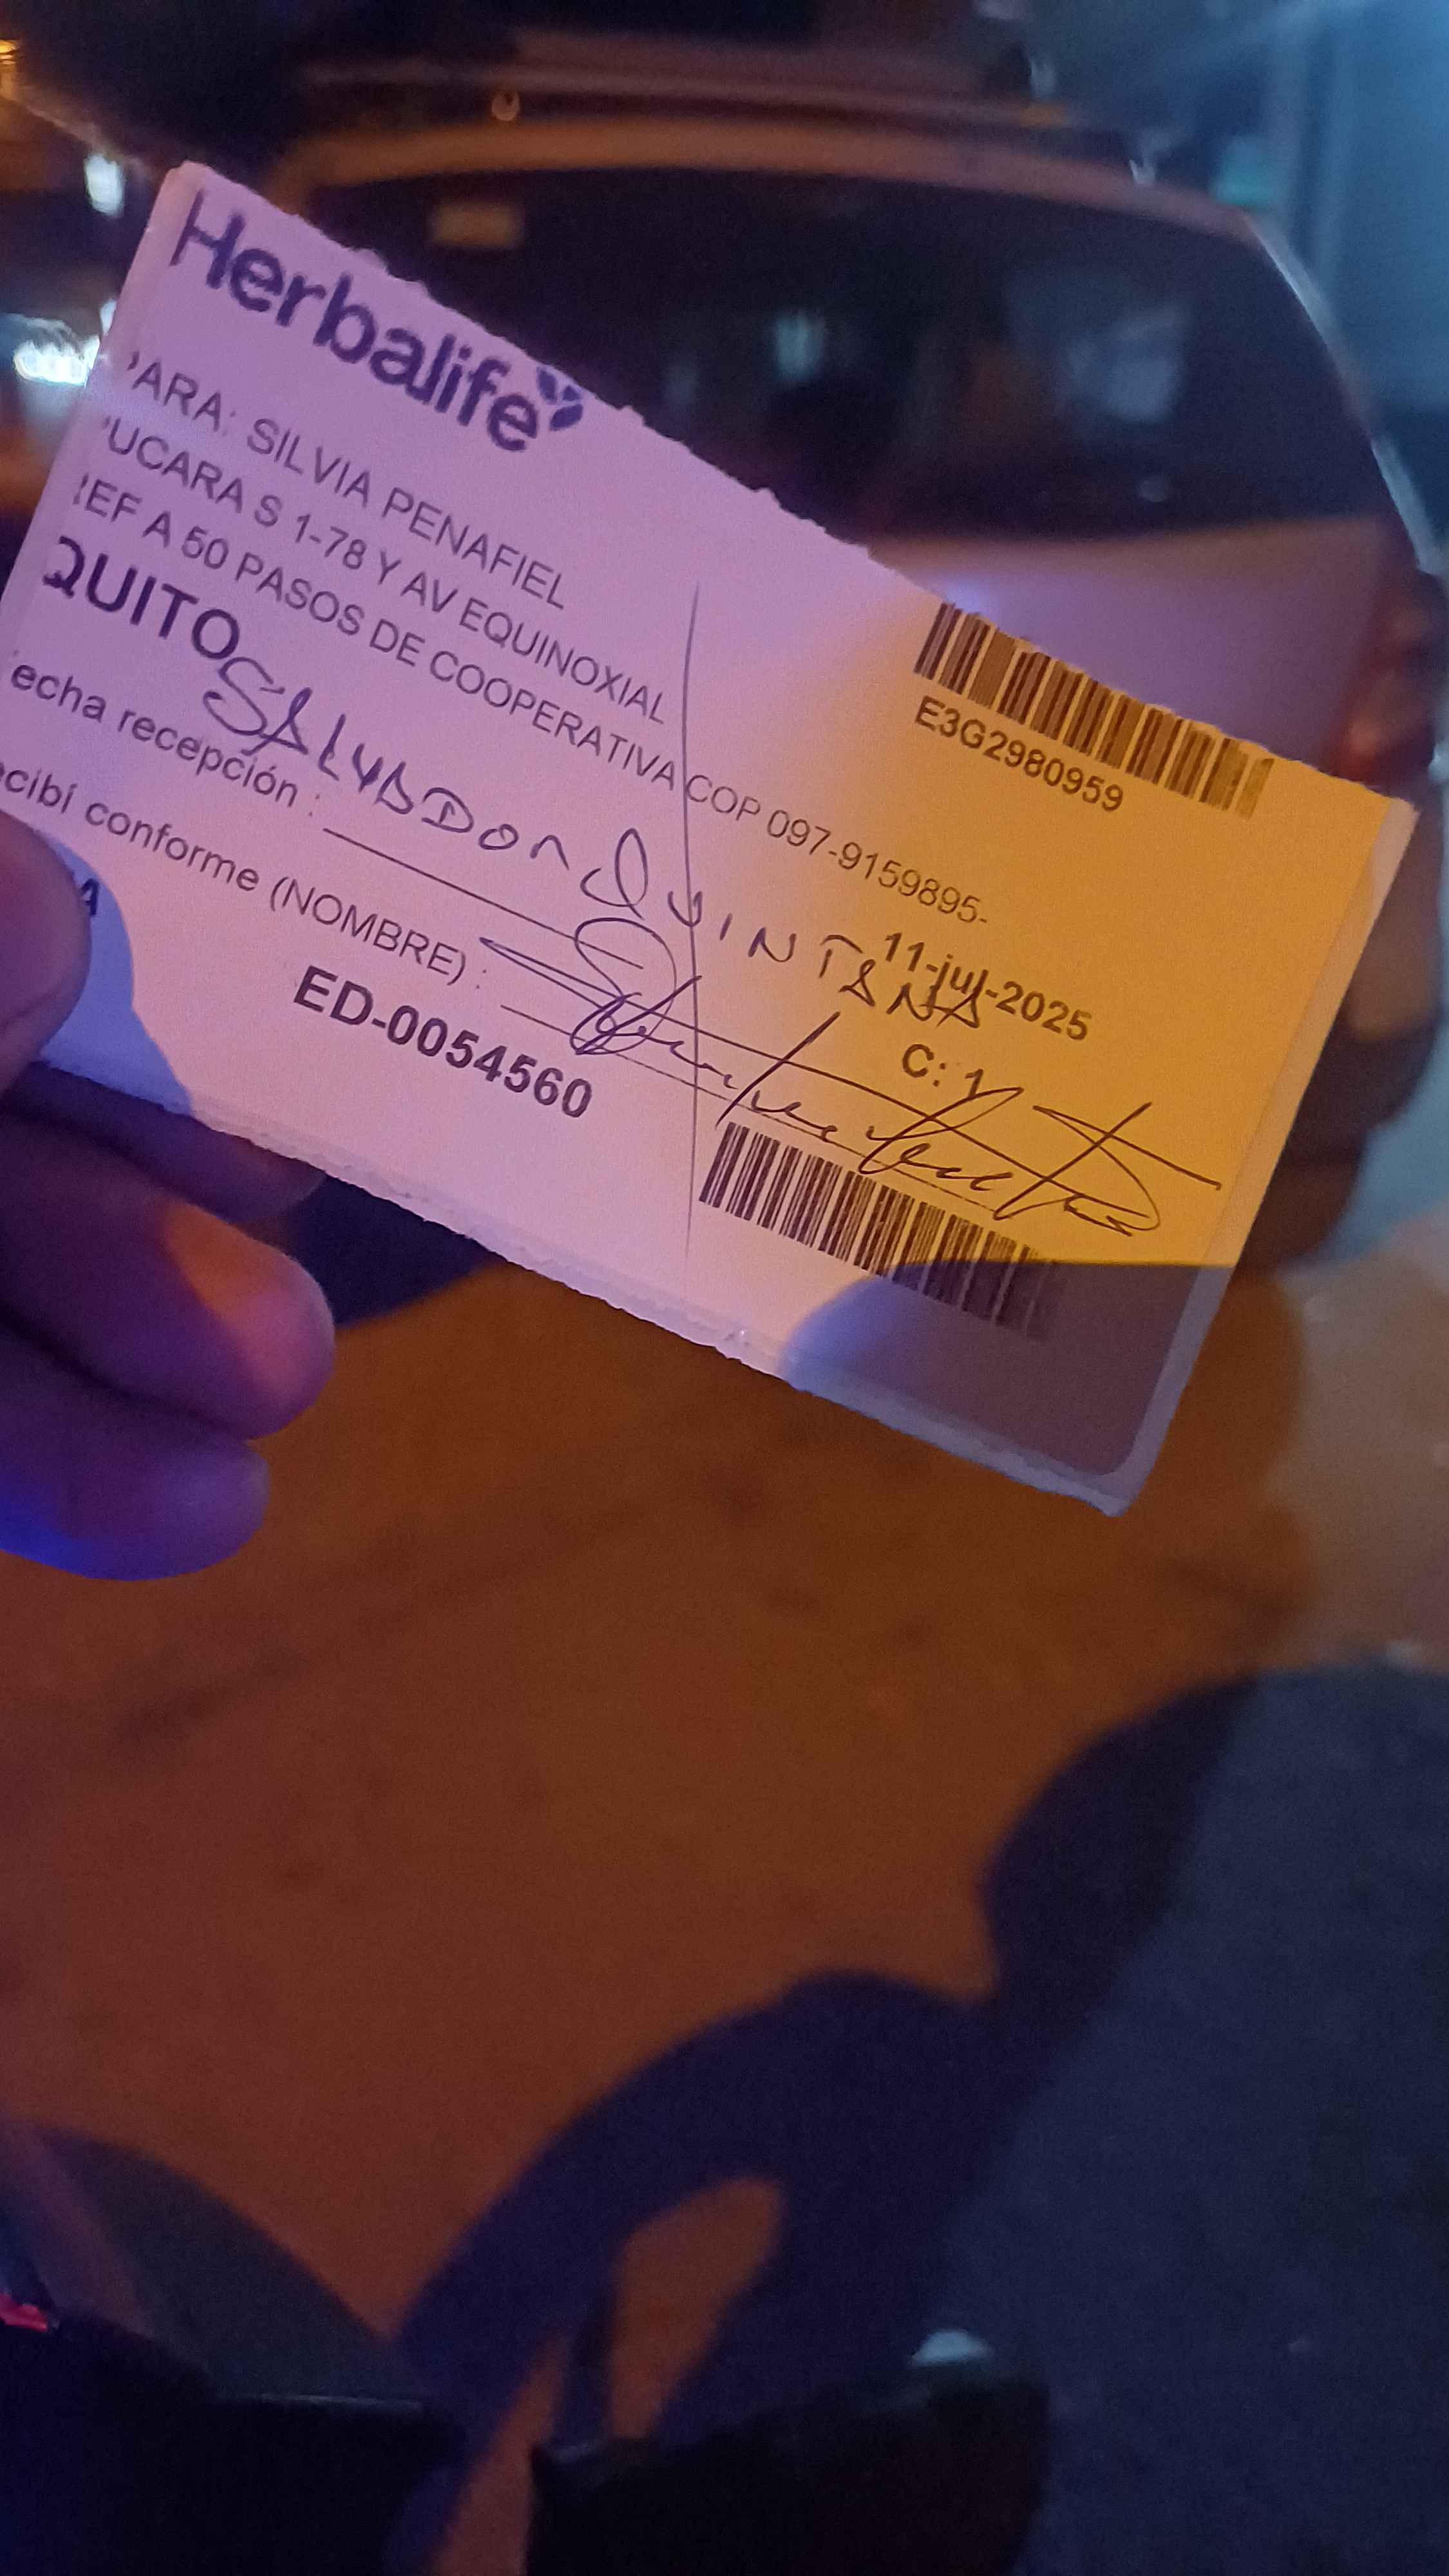 Herbalife
PARA: SILVIA PENAFIEL
PUCARA S 1-78 Y AV EQUINOXIAL
REF A 50 PASOS DE COOPERATIVA COP 097-9159895-
QUITO
E3G2980959
SALVADOR QUINTANA
11-jul-2025
echa recepción :
C: 1
ecibí conforme (NOMBRE) :
ED-0054560
A